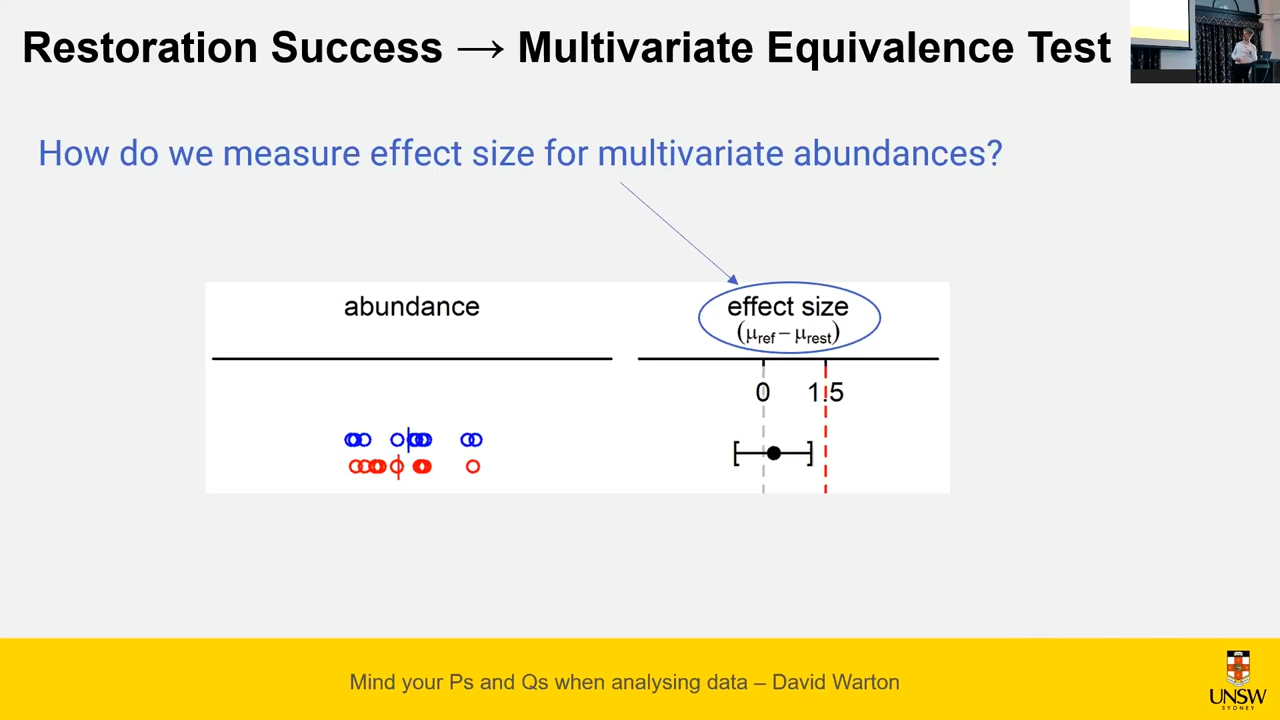 Restoration Success → Multivariate Equivalence Test
How do we measure effect size for multivariate abundances?
abundance
effect size
(μref – μrest)
0 1.5
Mind your Ps and Qs when analysing data – David Warton
UNSW
SYDNEY